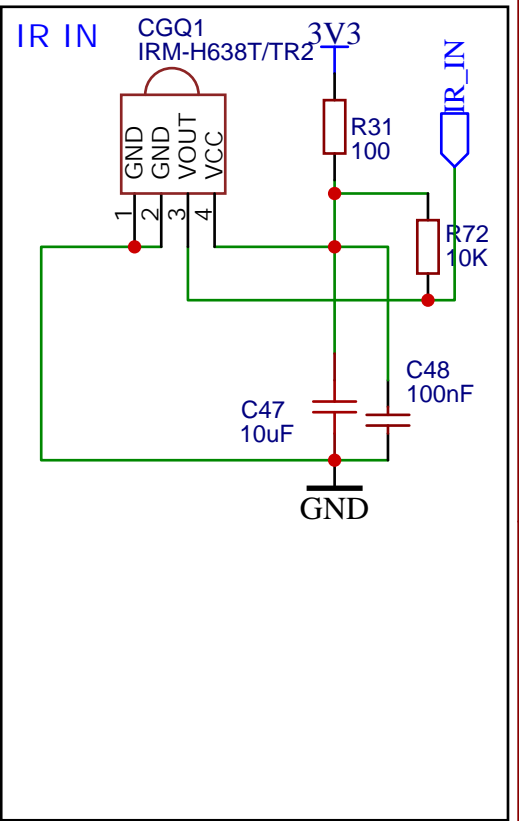 IR IN
CGQ1
IRM-H638T/TR2
3V3
IR_IN
R31
100
GND
GND
VOUT
VCC
1
2
3
4
R72
10K
C48
100nF
C47
10uF
GND